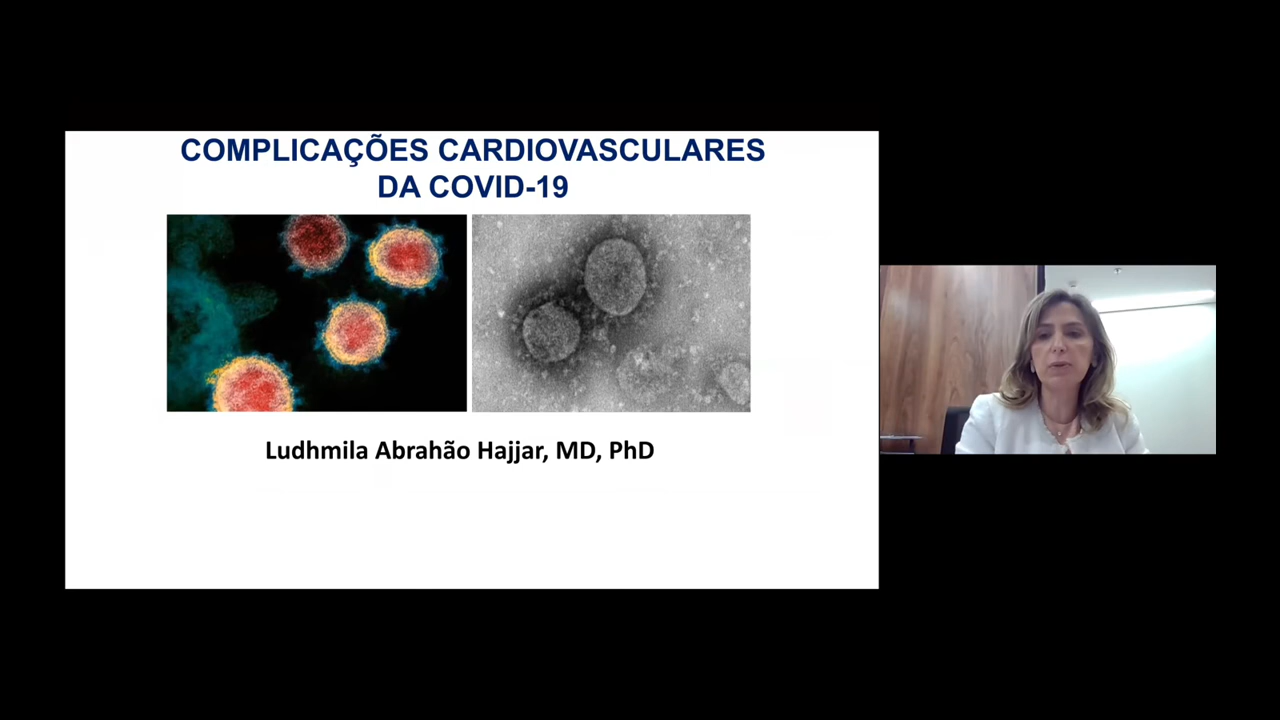 COMPLICAÇÕES CARDIOVASCULARES
DA COVID-19
Ludhmila Abrahão Hajjar, MD, PhD